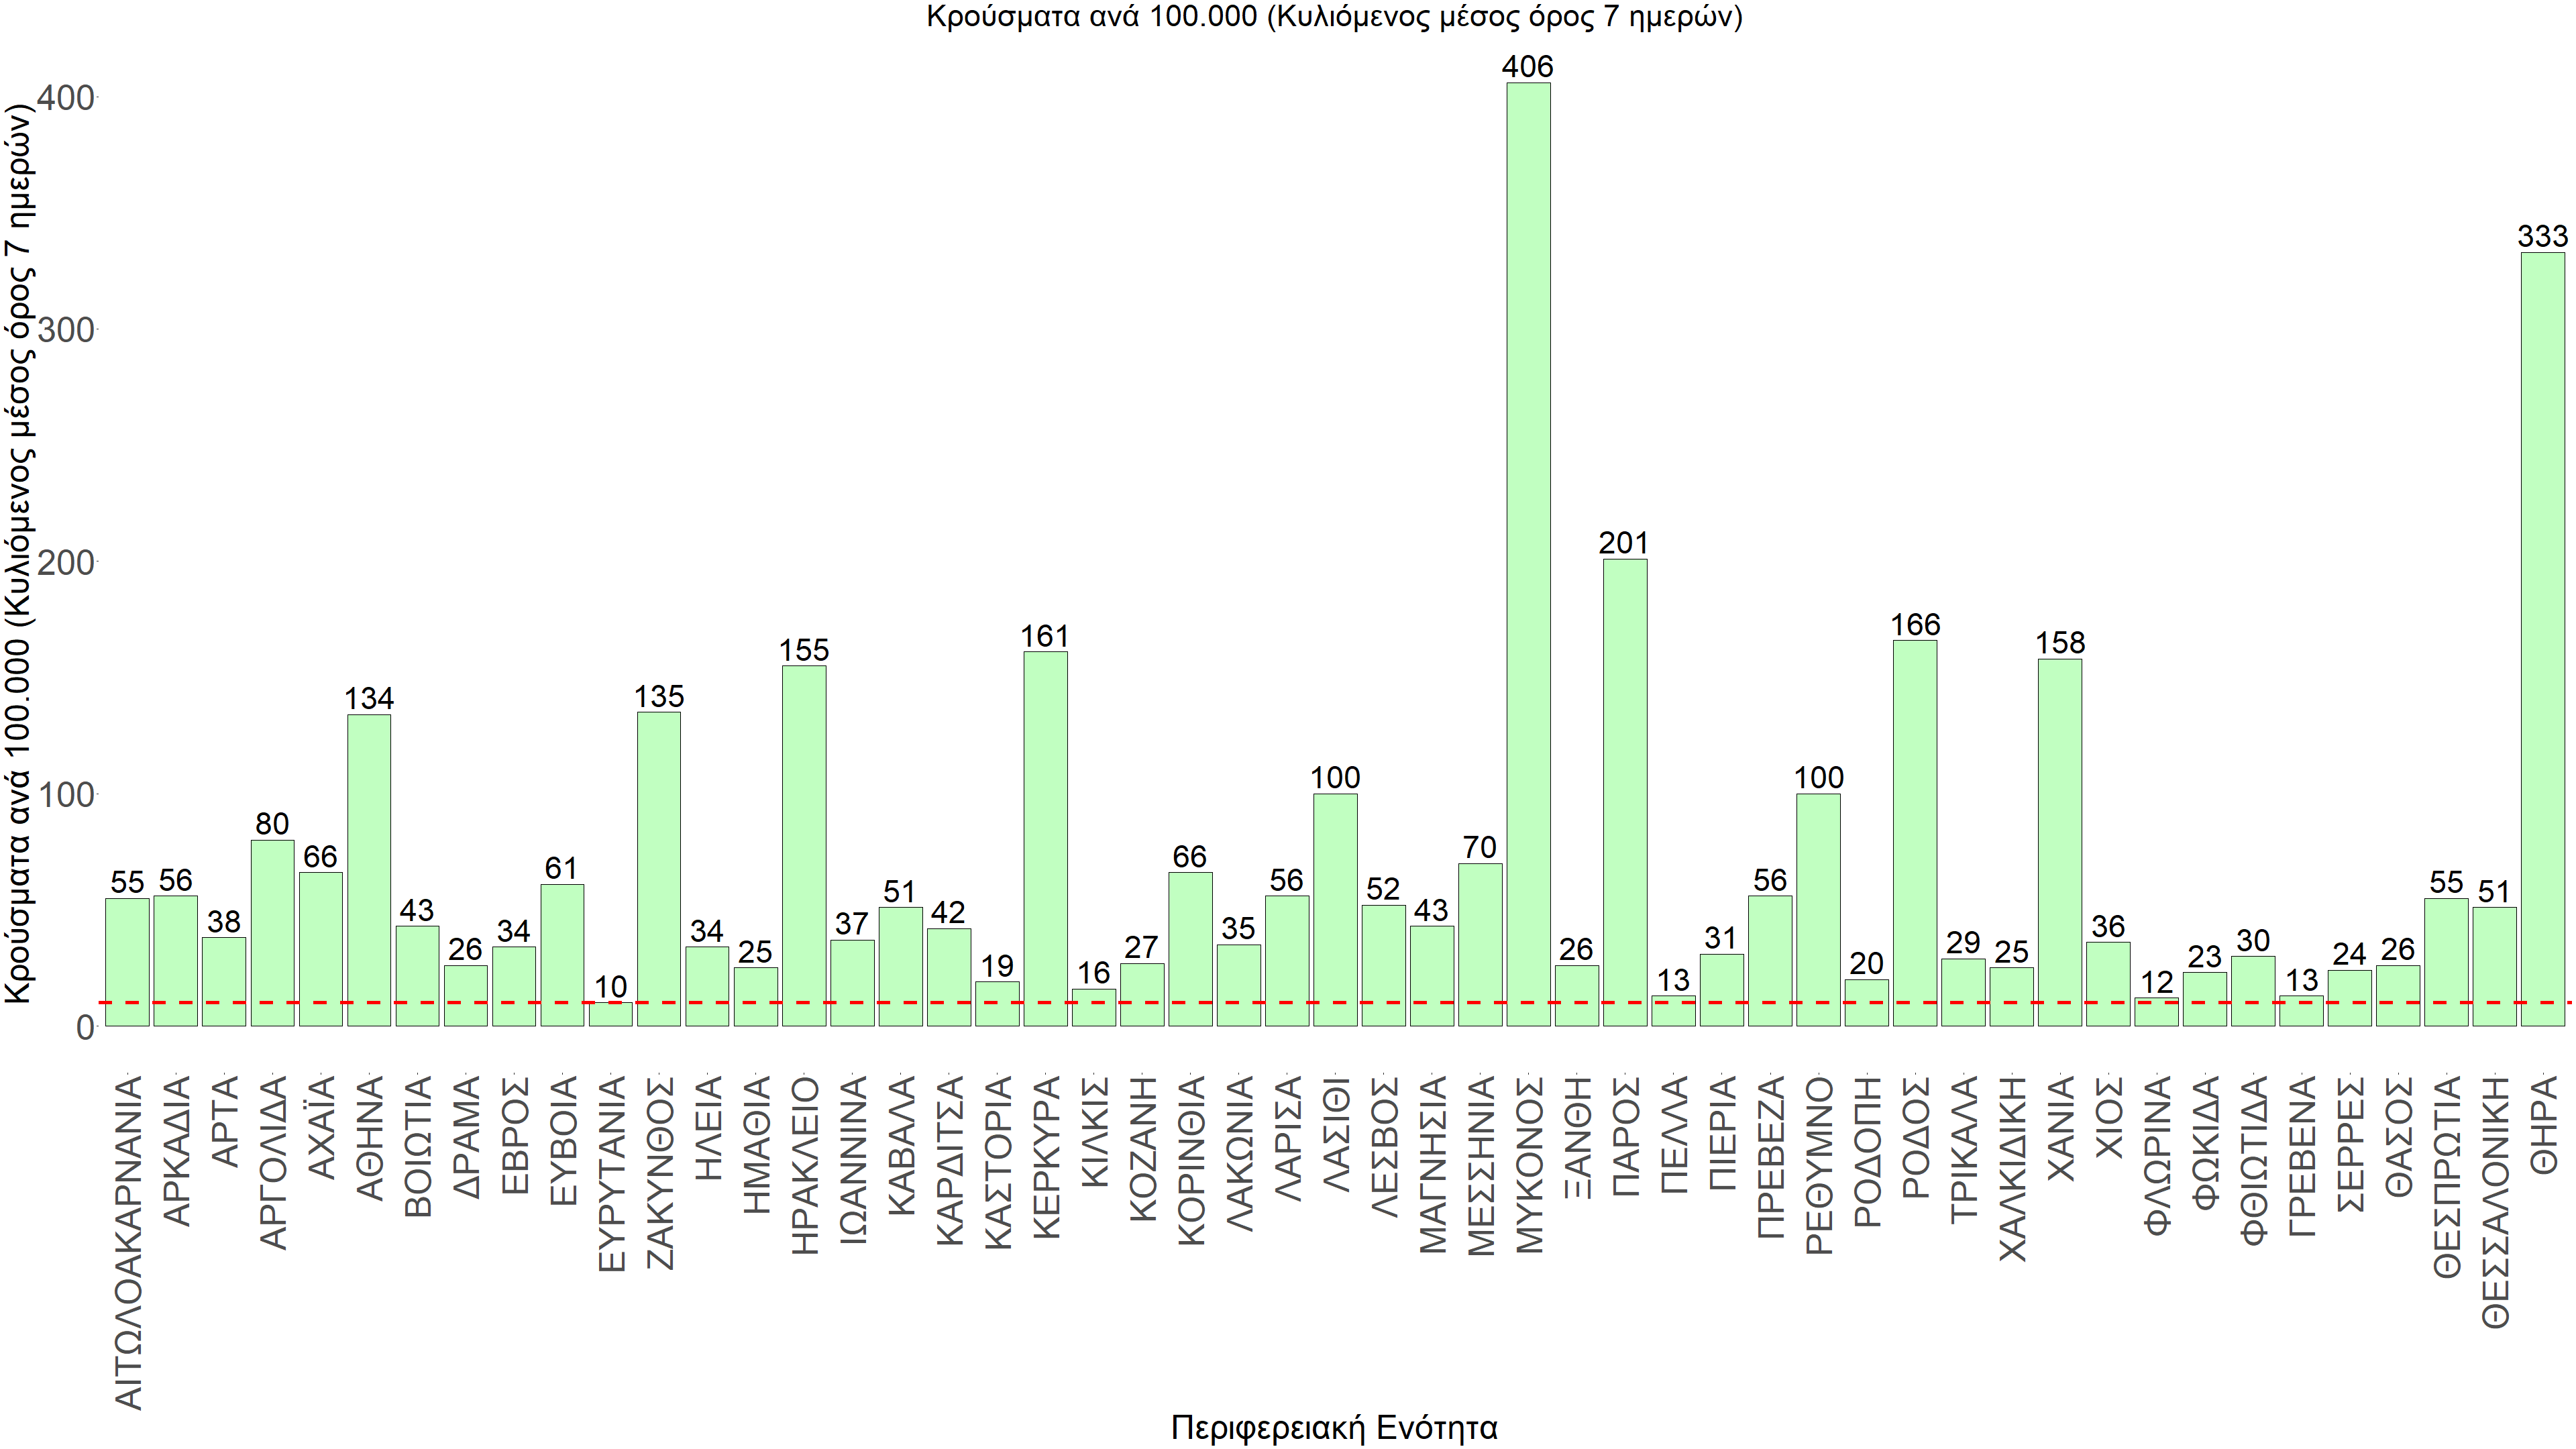 Κρούσματα ανά 100.000 (Κυλιόμενος μέσος όρος 7 ημερών)
Κρούσματα ανά 100.000 (Κυλιόμενος μέσος όρος 7 ημερών)
400
300
200
100
0
55
56
38
80
66
134
43
26
34
61
10
135
34
25
155
37
51
42
19
161
16
27
66
35
56
100
52
43
70
406
26
201
13
31
56
100
20
166
29
25
158
36
12
23
30
13
24
26
55
51
333
ΑΙΤΩΛΟΑΚΑΡΝΑΝΙΑ
ΑΡΚΑΔΙΑ
ΑΡΤΑ
ΑΡΓΟΛΙΔΑ
ΑΧΑΪΑ
ΑΘΗΝΑ
ΒΟΙΩΤΙΑ
ΔΡΑΜΑ
ΕΒΡΟΣ
ΕΥΒΟΙΑ
ΕΥΡΥΤΑΝΙΑ
ΖΑΚΥΝΘΟΣ
ΗΛΕΙΑ
ΗΜΑΘΙΑ
ΗΡΑΚΛΕΙΟ
ΙΩΑΝΝΙΝΑ
ΚΑΒΑΛΑ
ΚΑΡΔΙΤΣΑ
ΚΑΣΤΟΡΙΑ
ΚΕΡΚΥΡΑ
ΚΙΛΚΙΣ
ΚΟΖΑΝΗ
ΚΟΡΙΝΘΙΑ
ΛΑΚΩΝΙΑ
ΛΑΡΙΣΑ
ΛΑΣΙΘΙ
ΛΕΣΒΟΣ
ΜΑΓΝΗΣΙΑ
ΜΕΣΣΗΝΙΑ
ΜΥΚΟΝΟΣ
ΞΑΝΘΗ
ΠΑΡΟΣ
ΠΕΛΛΑ
ΠΙΕΡΙΑ
ΠΡΕΒΕΖΑ
ΡΕΘΥΜΝΟ
ΡΟΔΟΠΗ
ΡΟΔΟΣ
ΤΡΙΚΑΛΑ
ΧΑΛΚΙΔΙΚΗ
ΧΑΝΙΑ
ΧΙΟΣ
ΦΛΩΡΙΝΑ
ΦΩΚΙΔΑ
ΦΘΙΩΤΙΔΑ
ΓΡΕΒΕΝΑ
ΣΕΡΡΕΣ
ΘΑΣΟΣ
ΘΕΣΠΡΩΤΙΑ
ΘΕΣΣΑΛΟΝΙΚΗ
ΘΗΡΑ
Περιφερειακή Ενότητα